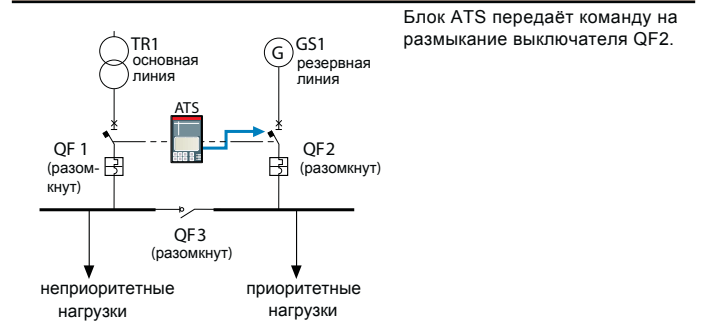 Блок ATS передаёт команду на
размыкание выключателя QF2.
TR1
основная
линия
G
GS1
резервная
линия
ATS
QF 1
(разом-
кнут)
QF2
(разомкнут)
QF3
(разомкнут)
неприоритетные
нагрузки
приоритетные
нагрузки